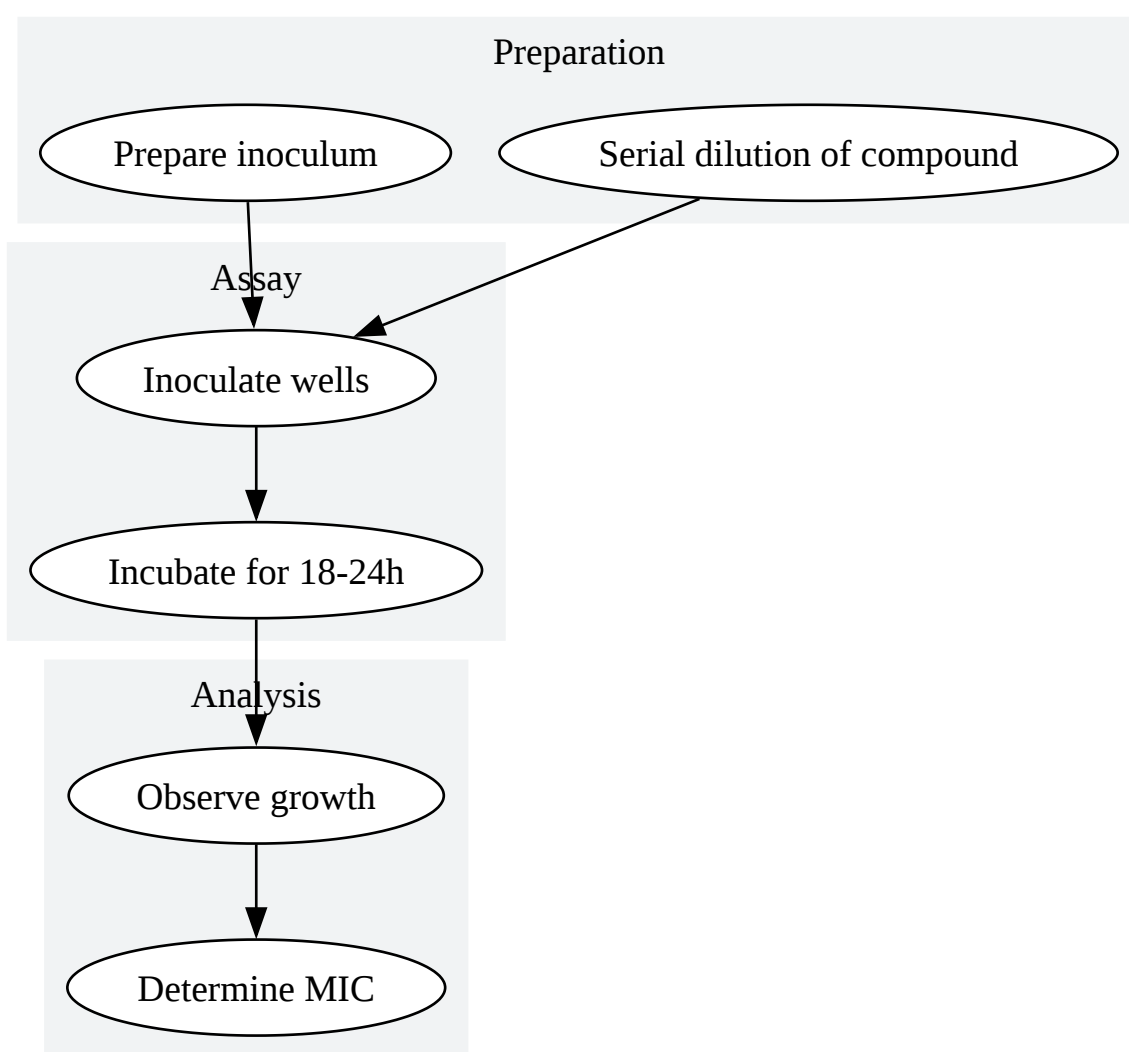 Preparation
Prepare inoculum
Serial dilution of compound
Assay
Inoculate wells
Incubate for 18-24h
Analysis
Observe growth
Determine MIC